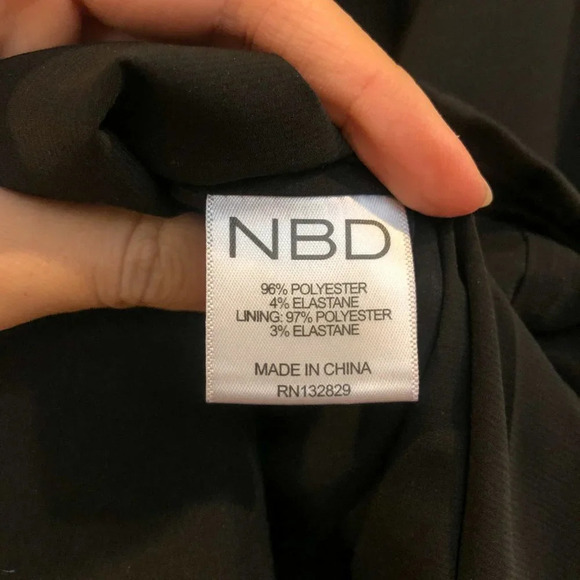 NBD
96% POLYESTER
4% ELASTANE
LINING: 97% POLYESTER
3% ELASTANE
MADE IN CHINA
RN132829